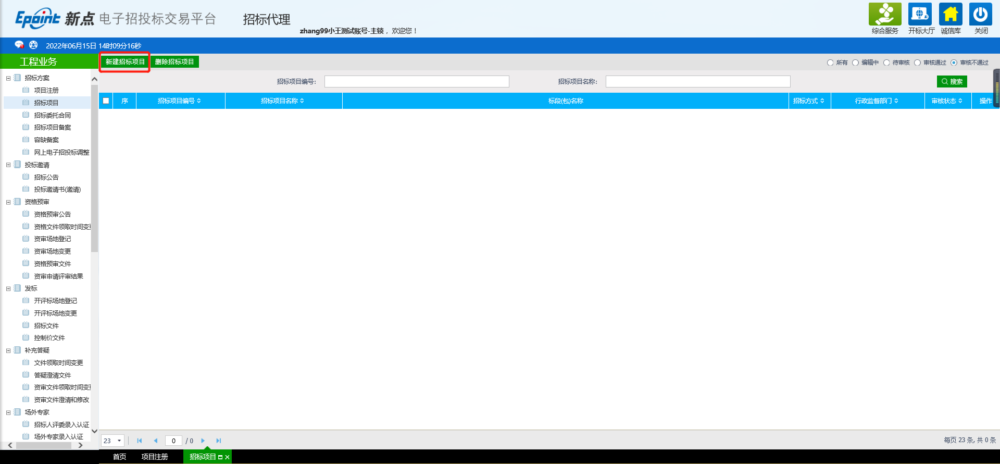 Epoint 新点 电子招投标交易平台
招标代理
zhang99小王测试账号-主锁 ，欢迎您！
综合服务
开标大厅
诚信库
关闭
2022年06月15日 14时09分16秒
工程业务
新建招标项目
删除招标项目
所有
编辑中
待审核
审核通过
审核不通过
招标项目编号：
招标项目名称：
搜索
序
招标项目编号
招标项目名称
标段(包)名称
招标方式
行政监督部门
审核状态
操作
招标方案
项目注册
招标项目
招标委托合同
招标项目备案
容缺备案
网上电子招投标调整
投标邀请
招标公告
投标邀请书(邀请)
资格预审
资格预审公告
资格文件领取时间变
资审场地登记
资审场地变更
资格预审文件
资审申请评审结果
发标
开评标场地登记
开评标场地变更
招标文件
控制价文件
补充答疑
文件领取时间变更
答疑澄清文件
资审文件领取时间变
资审文件澄清和修改
场外专家
招标人评委录入认证
场外专家录入认证
23
0 / 0
每页 23 条, 共 0 条
首页
项目注册
招标项目